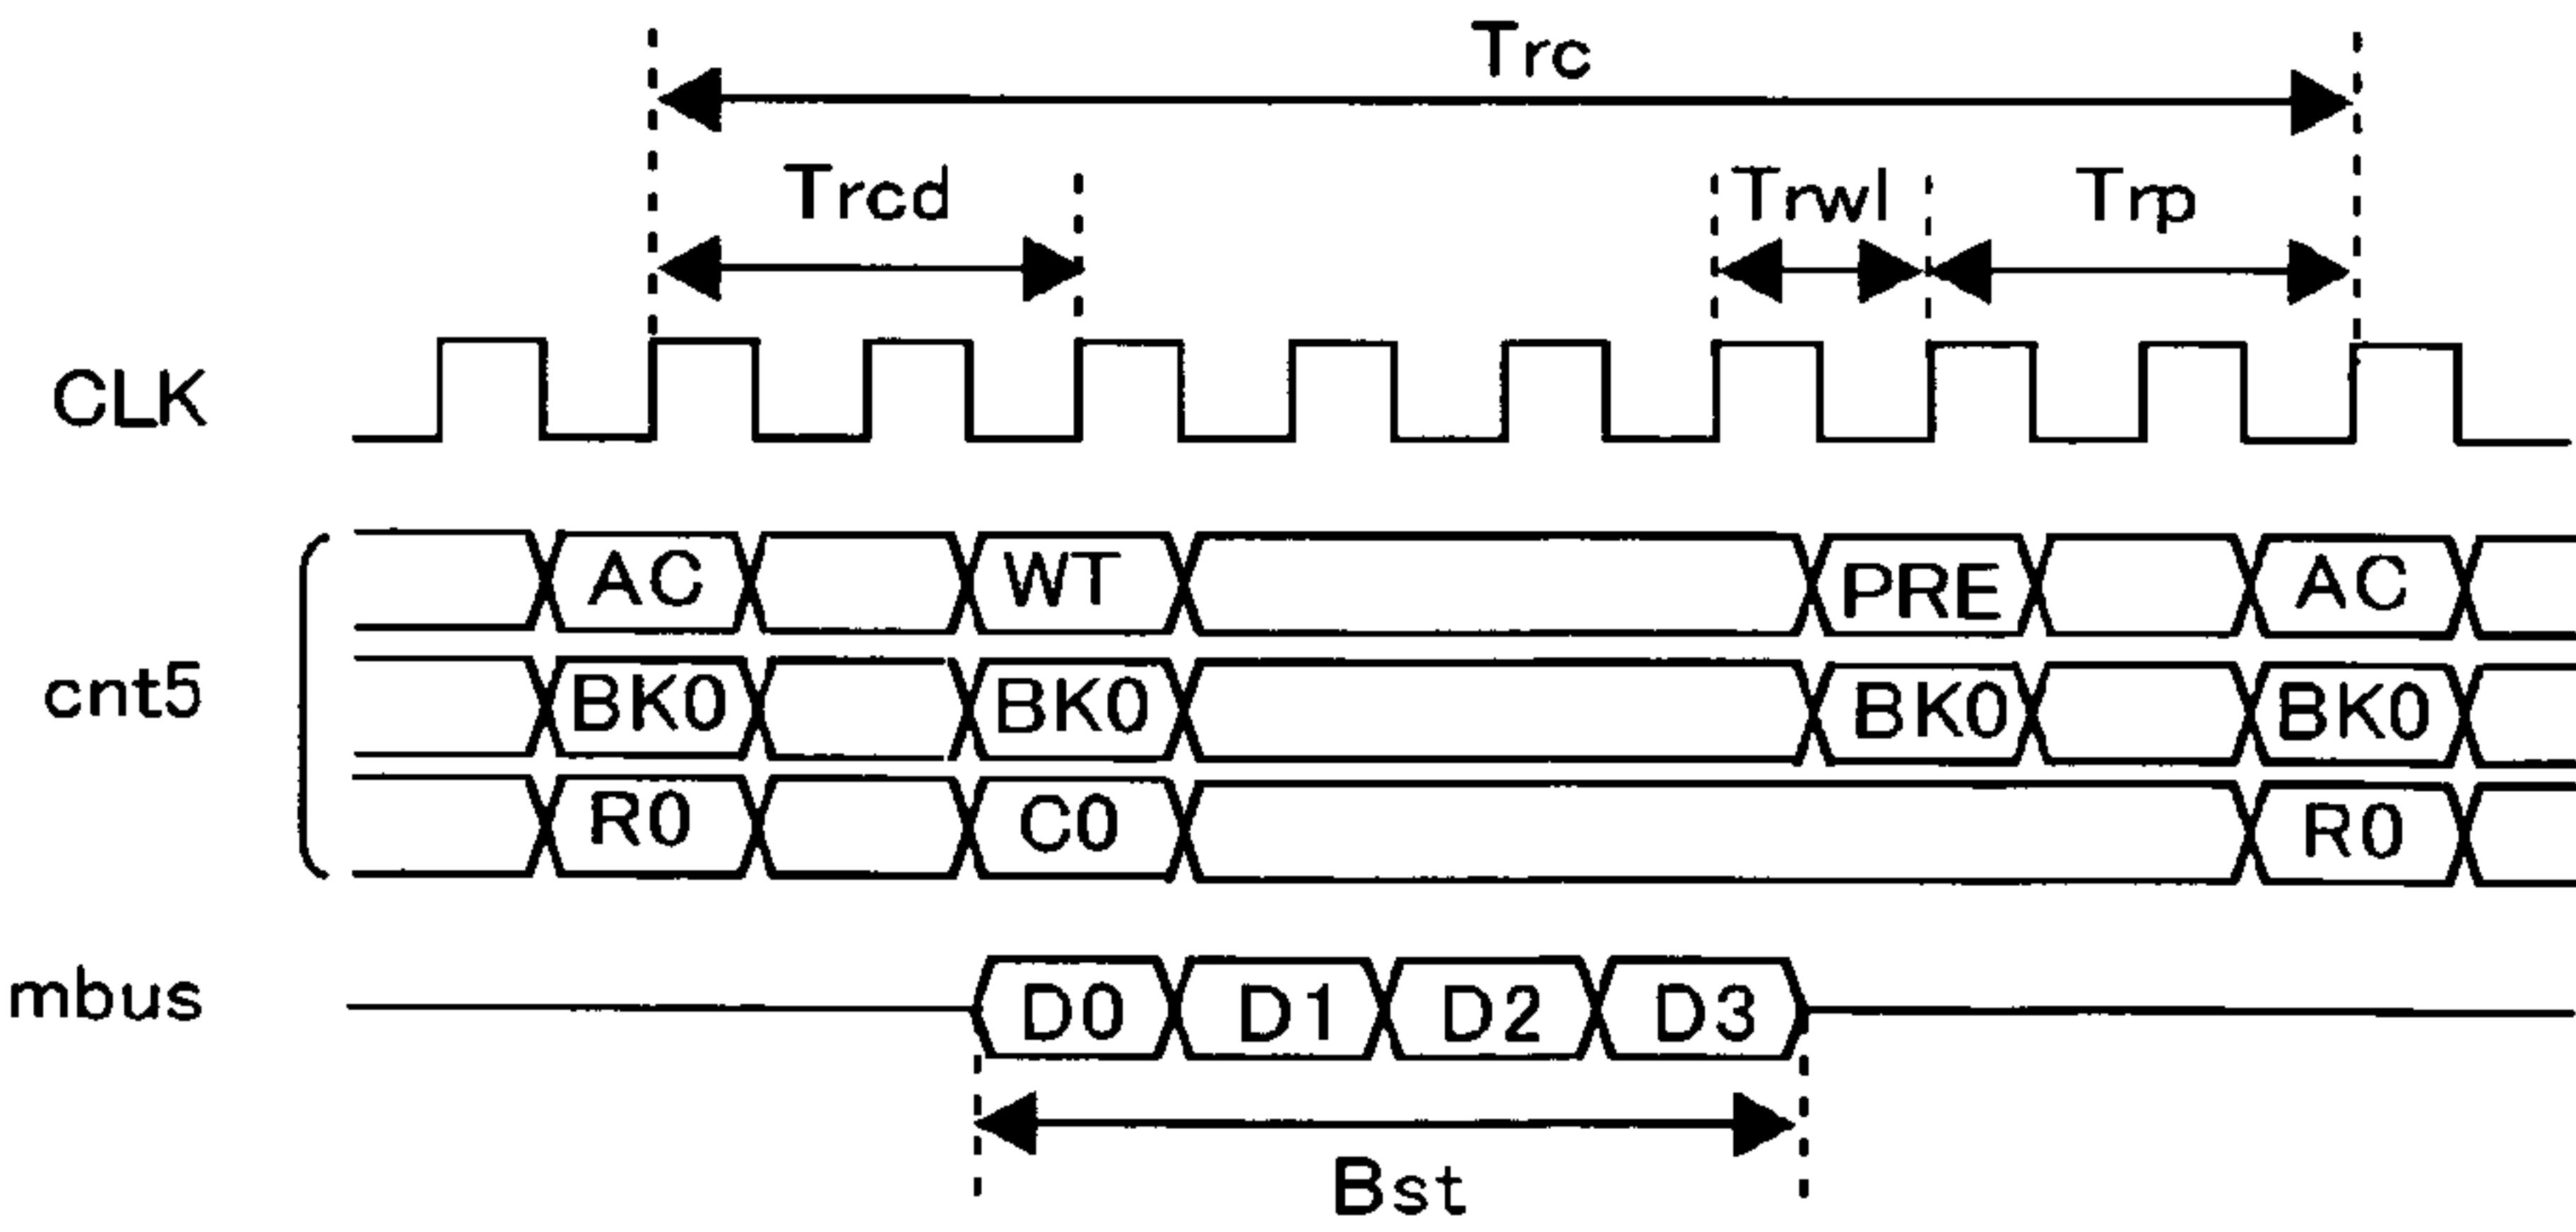 Trc
Trcd Trwl Trp
CLK
AC WT PRE AC
cnt5 BK0 BK0 BK0 BK0
R0 C0 R0
mbus D0 D1 D2 D3
Bst